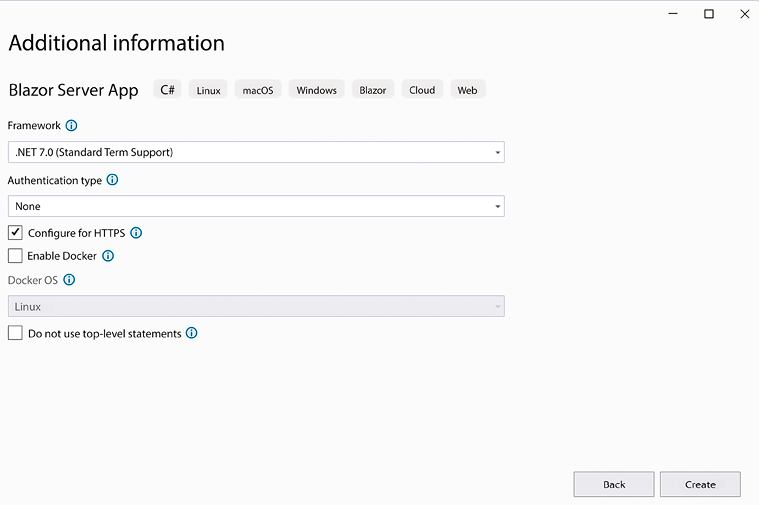 Additional information
Blazor Server App C# Linux macOS Windows Blazor Cloud Web
Framework
.NET 7.0 (Standard Term Support)
Authentication type
None
Configure for HTTPS
Enable Docker
Docker OS
Linux
Do not use top-level statements
Back Create